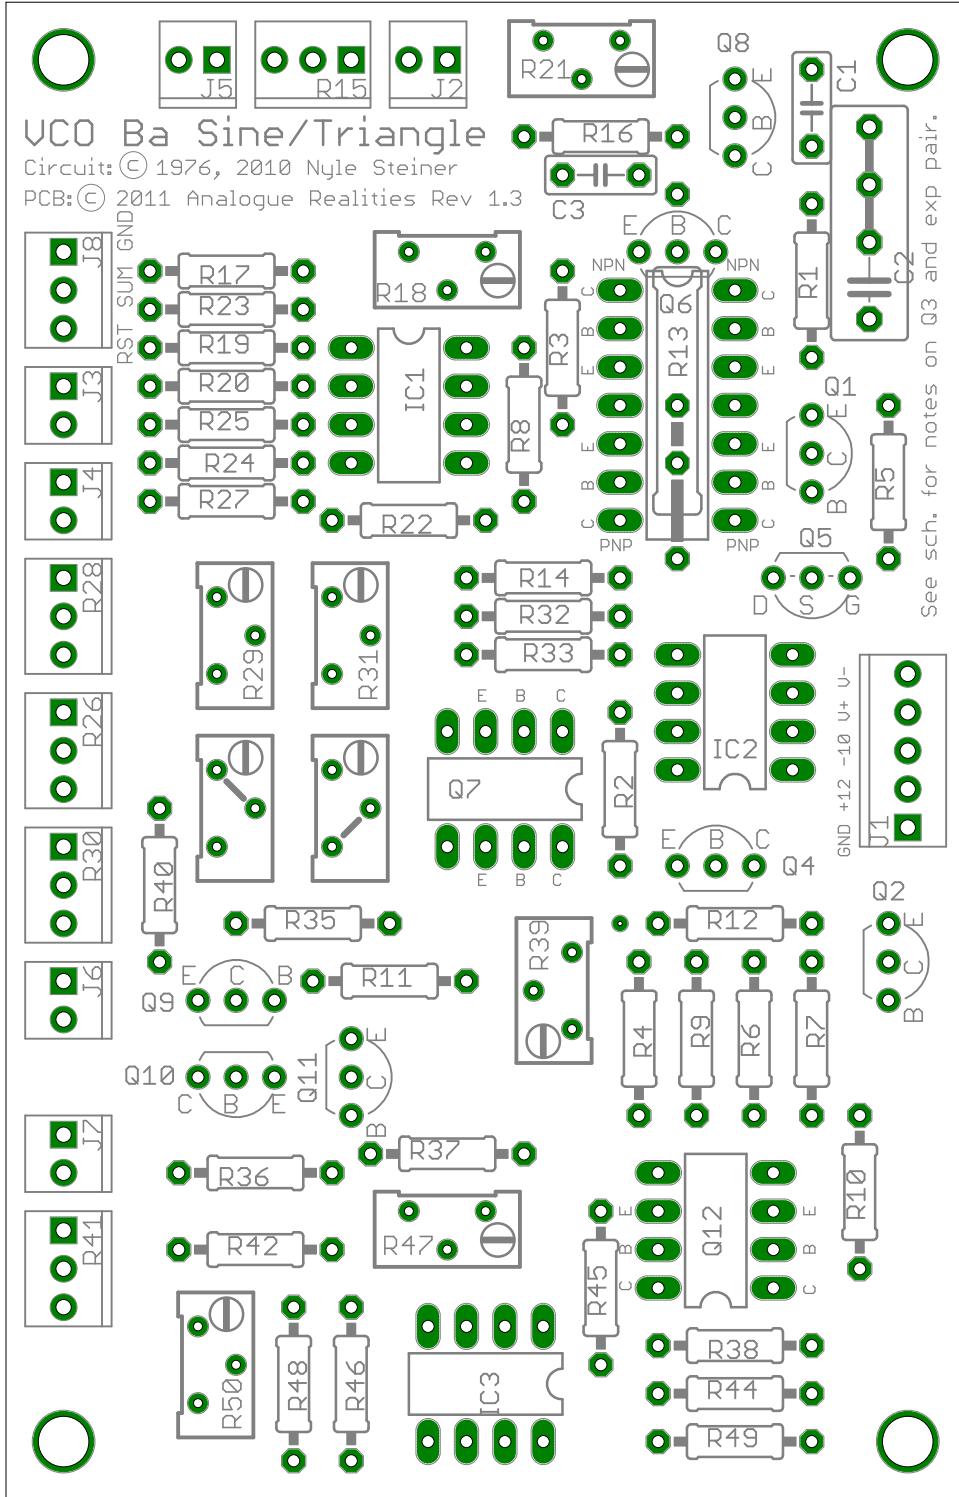 J5
R15
J2
R21
Q8
E
B
C
C1
VCO Ba Sine/Triangle
Circuit: © 1976, 2010 Nyle Steiner
PCB: © 2011 Analogue Realities Rev 1.3
R16
C3
E B C
See sch. for notes on Q3 and exp pair.
J8
RST SUM GND
R17
R23
R19
R20
R25
R24
R27
R18
IC1
R22
R8
R3
NPN NPN
C C
B B
E E
E E
B B
C C
PNP PNP
Q6
R13
R1
C2
Q1
E
C
B
R5
Q5
D S G
J3
J4
R28
R26
R30
J6
J7
R41
R29
R31
R14
R32
R33
E B C
Q7
E B C
R2
IC2
GND +12 -10 V+ V-
J1
E B C
Q4
R40
R35
R11
R39
R12
Q2
E
C
B
E C B
Q9
Q10
C B E
Q11
E
C
B
R4
R9
R6
R7
R37
R36
R42
R47
R10
Q12
E E
B B
C C
R45
R50
R48
R46
IC3
R38
R44
R49